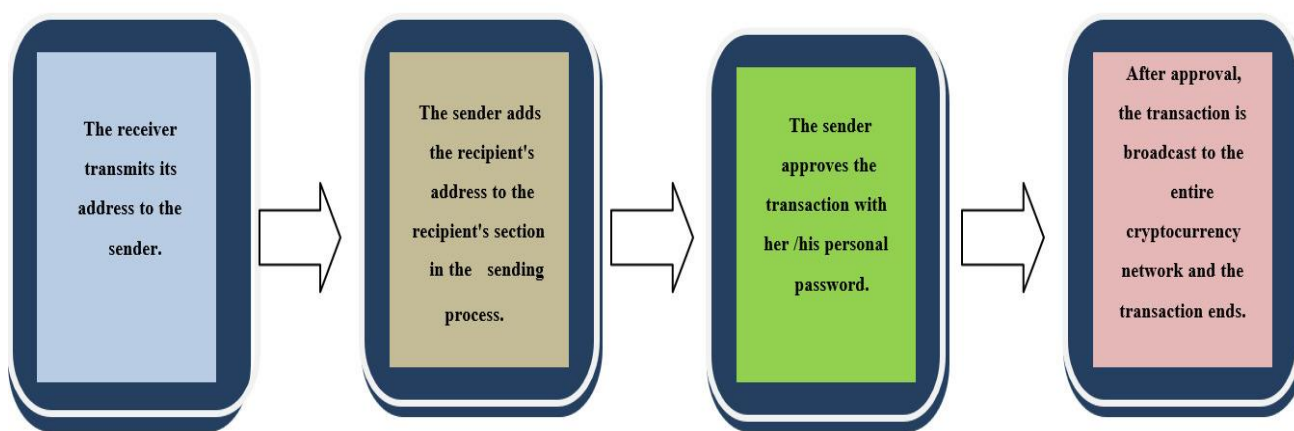 The receiver
transmits its
address to the
sender.
The sender adds
the recipient's
address to the
recipient's section
in the sending
process.
The sender
approves the
transaction with
her /his personal
password.
After approval,
the transaction is
broadcast to the
entire
cryptocurrency
network and the
transaction ends.